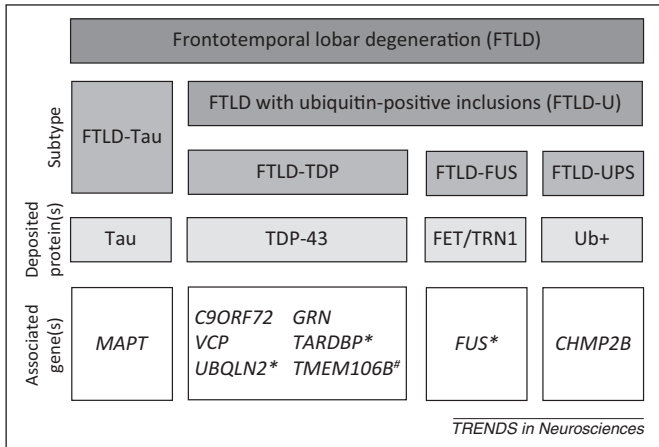 Frontotemporal lobar degeneration (FTLD)
Subtype
FTLD-Tau
FTLD with ubiquitin-positive inclusions (FTLD-U)
FTLD-TDP
FTLD-FUS
FTLD-UPS
Deposited
protein(s)
Tau
TDP-43
FET/TRN1
Ub+
Associated
gene(s)
MAPT
C9ORF72 GRN
VCP TARDBP*
UBQLN2* TMEM106B#
FUS*
CHMP2B
TRENDS in Neurosciences